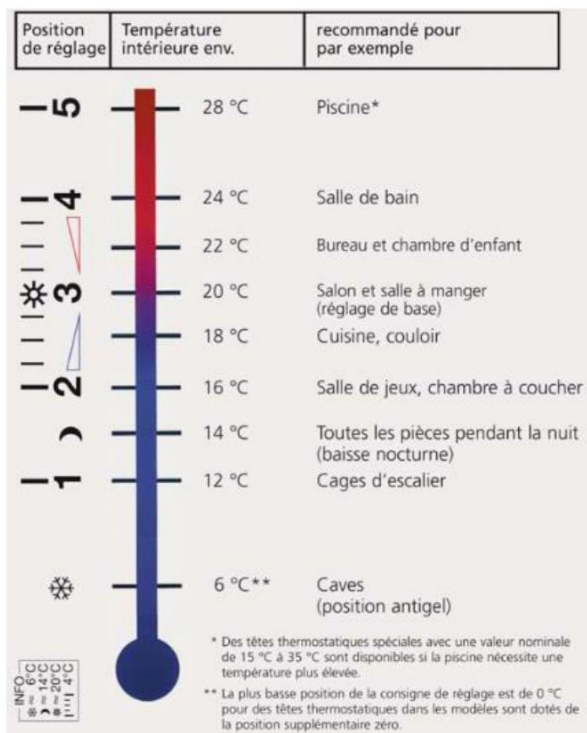 Position
de réglage
Température
intérieure env.
recommandé pour
par exemple
5
28 °C
Piscine*
4
24 °C
Salle de bain
22 °C
Bureau et chambre d'enfant
3
20 °C
Salon et salle à manger
(réglage de base)
18 °C
Cuisine, couloir
2
16 °C
Salle de jeux, chambre à coucher
14 °C
Toutes les pièces pendant la nuit
(baisse nocturne)
1
12 °C
Cages d'escalier
6 °C**
Caves
(position antigel)
* Des têtes thermostatiques spéciales avec une valeur nominale
de 15 °C à 35 °C sont disponibles si la piscine nécessite une
température plus élevée.
** La plus basse position de la consigne de réglage est de 0 °C
pour des têtes thermostatiques dans les modèles sont dotés de
la position supplémentaire zéro.
INFO
≈ 6°C
≈ 14°C
≈ 20°C
4°C